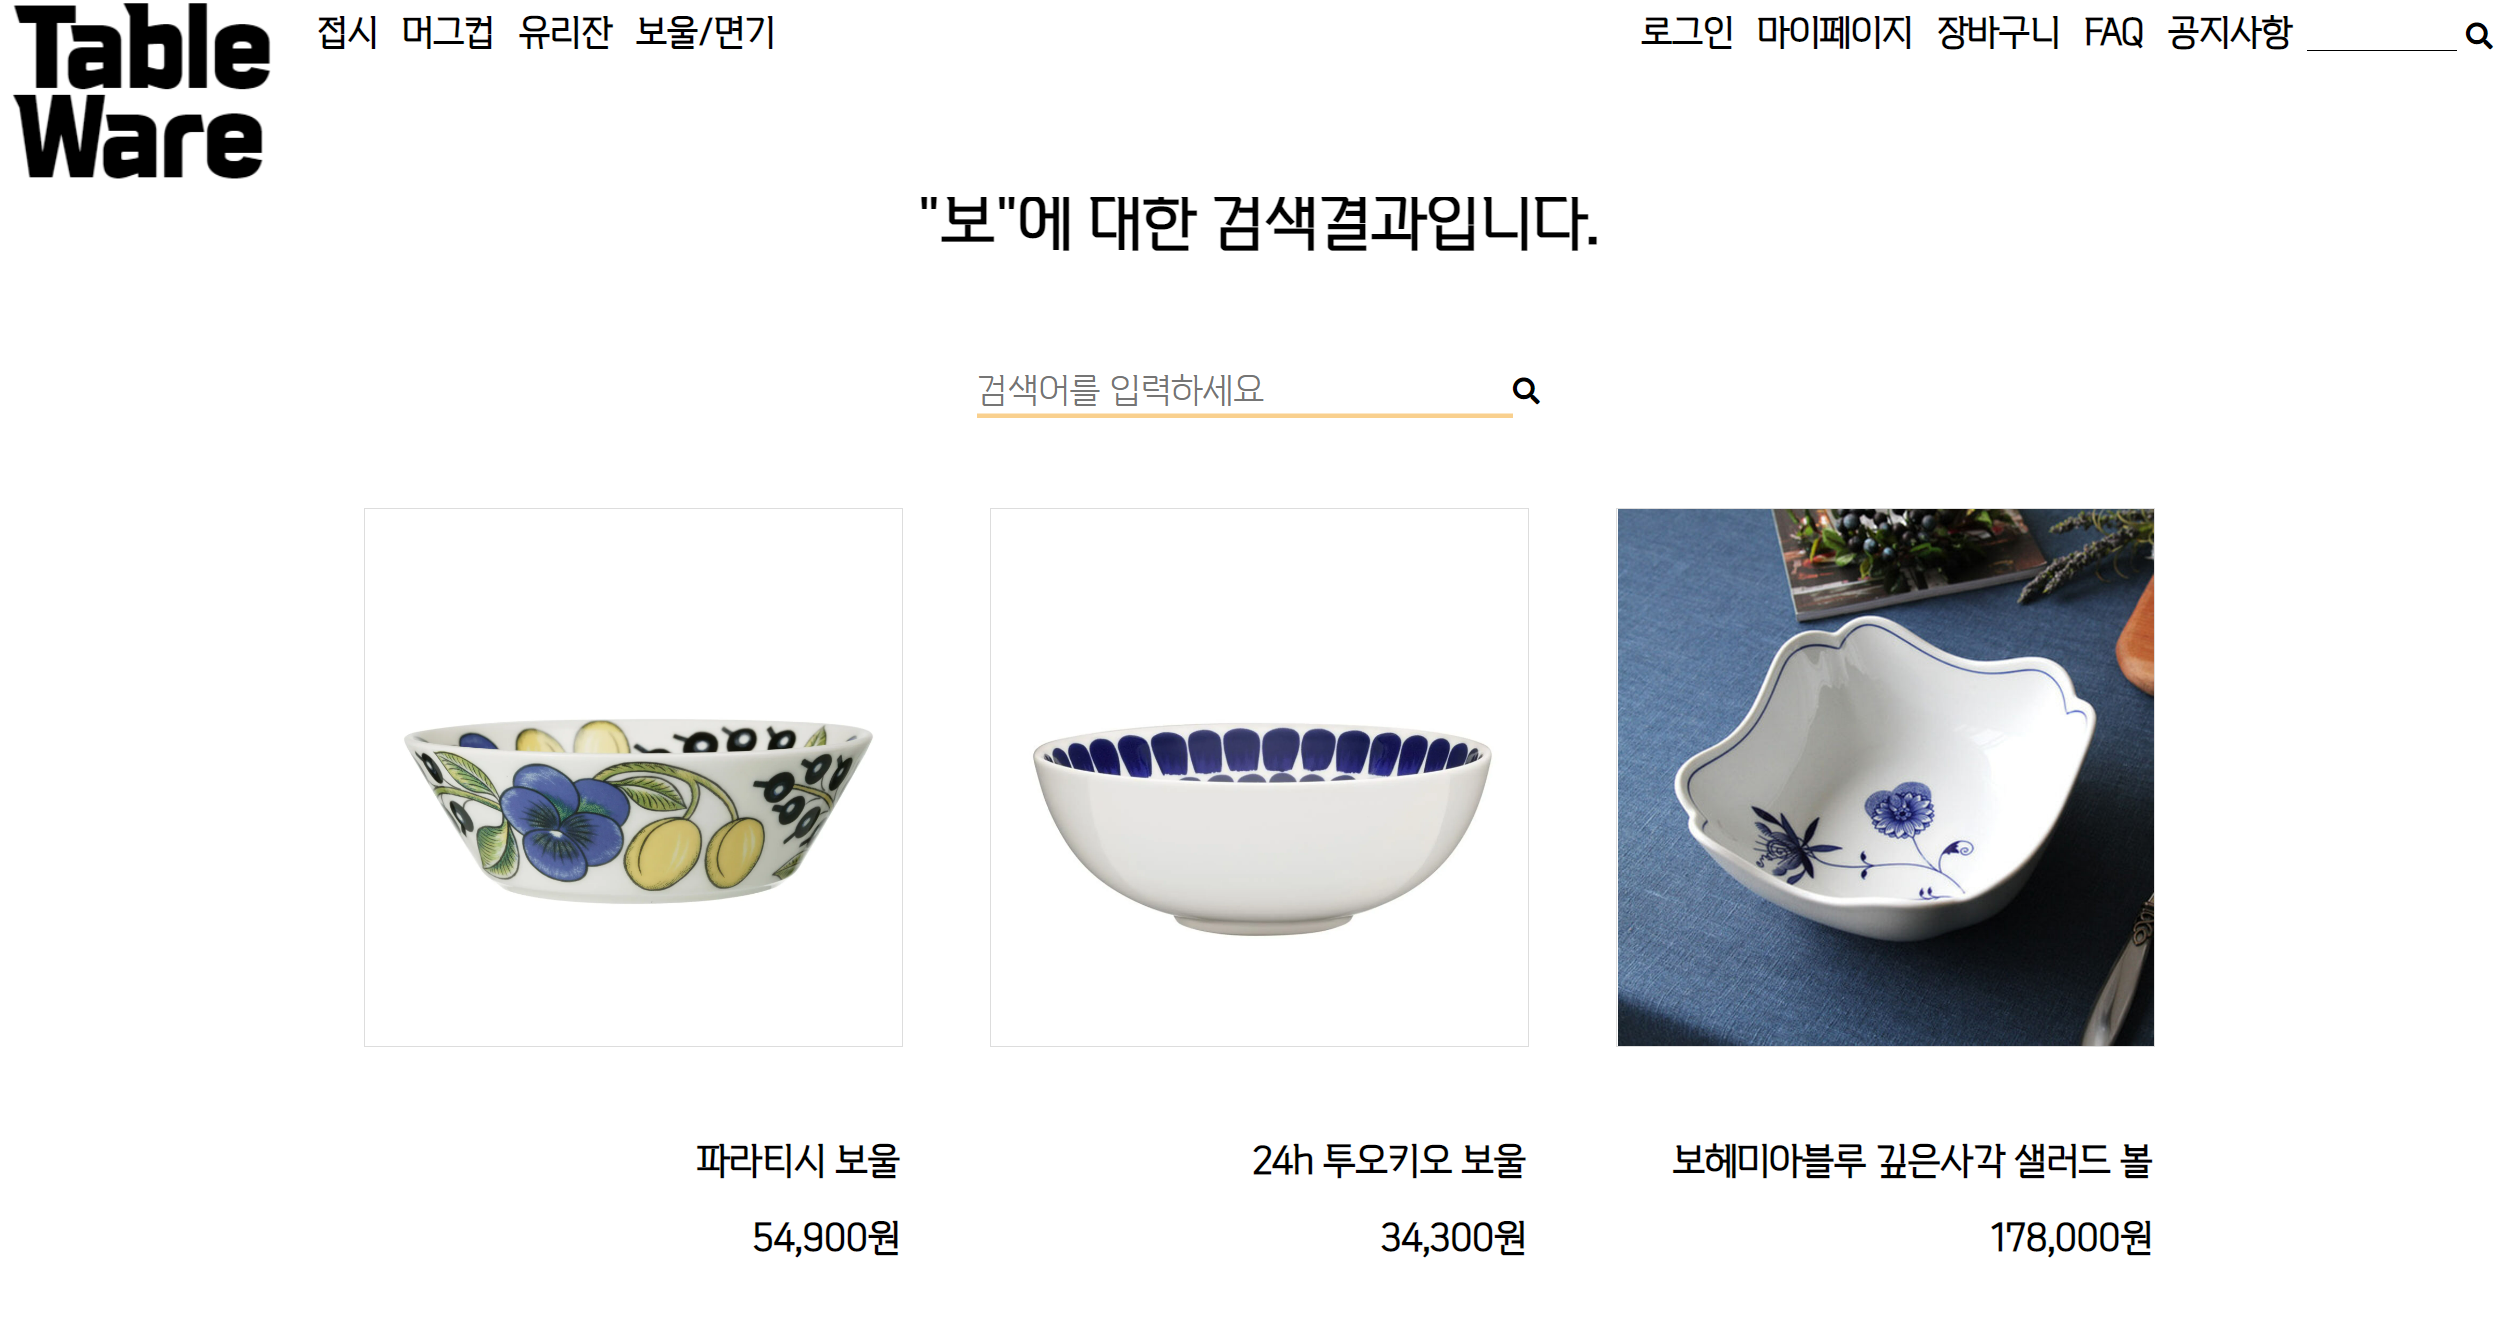 Table
Ware
접시 머그컵 유리잔 보울/면기
로그인 마이페이지 장바구니 FAQ 공지사항
"보"에 대한 검색결과입니다.
검색어를 입력하세요
파라티시 보울
54,900원
24h 투오키오 보울
34,300원
보헤미아블루 깊은사각 샐러드 볼
178,000원